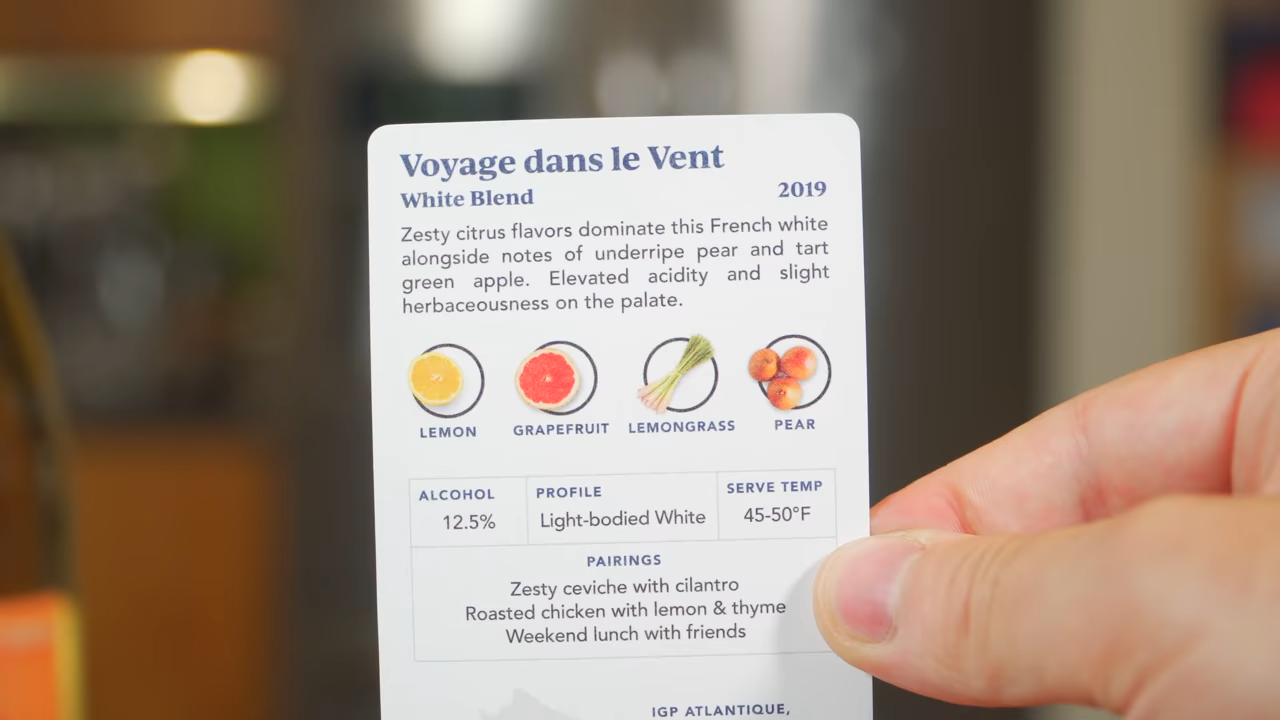 Voyage dans le Vent
White Blend 2019
Zesty citrus flavors dominate this French white
alongside notes of underripe pear and tart
green apple. Elevated acidity and slight
herbaceousness on the palate.
LEMON GRAPEFRUIT LEMONGRASS PEAR
ALCOHOL PROFILE SERVE TEMP
12.5% Light-bodied White 45-50°F
PAIRINGS
Zesty ceviche with cilantro
Roasted chicken with lemon & thyme
Weekend lunch with friends
IGP ATLANTIQUE,